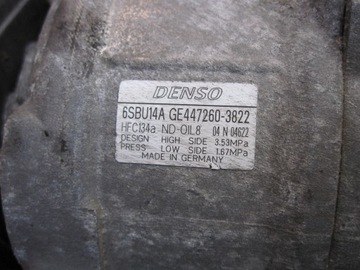 DENSO
6SBU14A GE447260-3822
HFC134a ND-OIL8 04 N 04622
DESIGN HIGH SIDE 3.53MPa
PRESS LOW SIDE 1.67MPa
MADE IN GERMANY